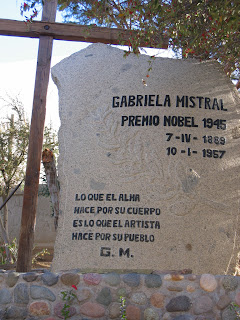 GABRIELA MISTRAL
PREMIO NOBEL 1945
7-IV-1889
10-I-1957
LO QUE EL ALMA
HACE POR SU CUERPO
ES LO QUE EL ARTISTA
HACE POR SU PUEBLO
G. M.